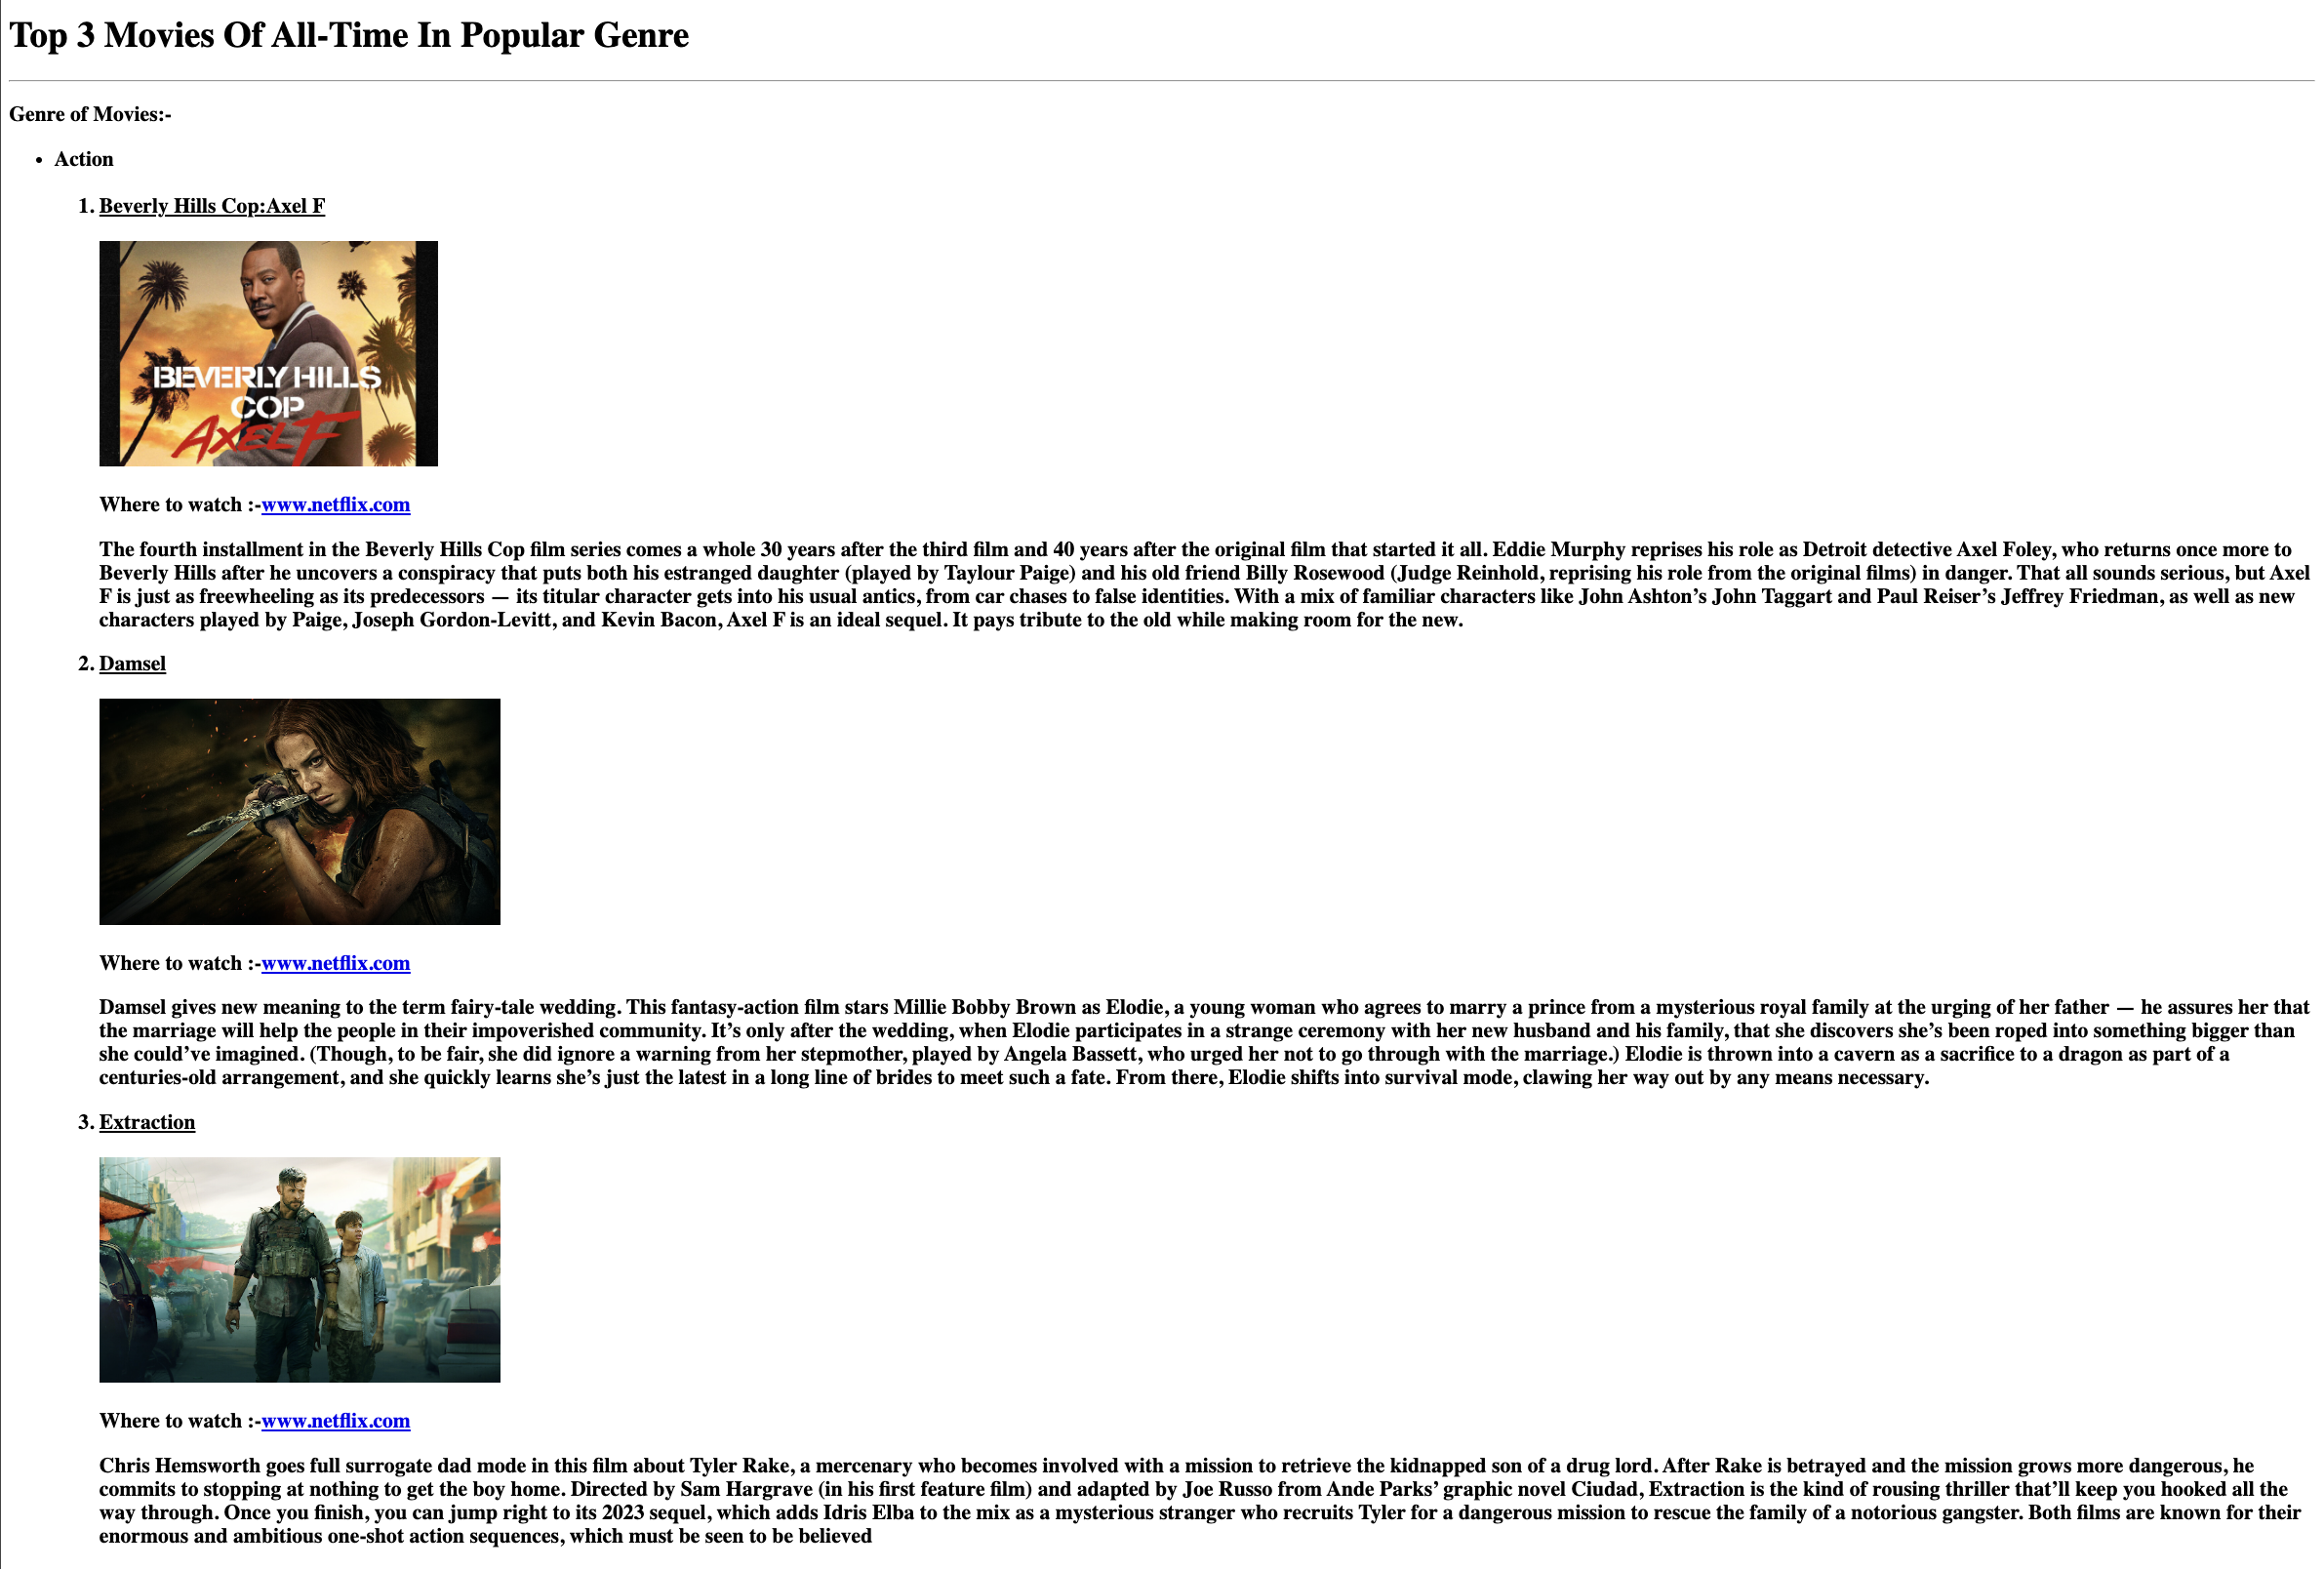 Top 3 Movies Of All-Time In Popular Genre
Genre of Movies:-
• Action
1. Beverly Hills Cop:Axel F
BEVERLY HILLS
COP
AXEL F
Where to watch :-www.netflix.com
The fourth installment in the Beverly Hills Cop film series comes a whole 30 years after the third film and 40 years after the original film that started it all. Eddie Murphy reprises his role as Detroit detective Axel Foley, who returns once more to
Beverly Hills after he uncovers a conspiracy that puts both his estranged daughter (played by Taylour Paige) and his old friend Billy Rosewood (Judge Reinhold, reprising his role from the original films) in danger. That all sounds serious, but Axel
F is just as freewheeling as its predecessors — its titular character gets into his usual antics, from car chases to false identities. With a mix of familiar characters like John Ashton’s John Taggart and Paul Reiser’s Jeffrey Friedman, as well as new
characters played by Paige, Joseph Gordon-Levitt, and Kevin Bacon, Axel F is an ideal sequel. It pays tribute to the old while making room for the new.
2. Damsel
Where to watch :-www.netflix.com
Damsel gives new meaning to the term fairy-tale wedding. This fantasy-action film stars Millie Bobby Brown as Elodie, a young woman who agrees to marry a prince from a mysterious royal family at the urging of her father — he assures her that
the marriage will help the people in their impoverished community. It’s only after the wedding, when Elodie participates in a strange ceremony with her new husband and his family, that she discovers she’s been roped into something bigger than
she could’ve imagined. (Though, to be fair, she did ignore a warning from her stepmother, played by Angela Bassett, who urged her not to go through with the marriage.) Elodie is thrown into a cavern as a sacrifice to a dragon as part of a
centuries-old arrangement, and she quickly learns she’s just the latest in a long line of brides to meet such a fate. From there, Elodie shifts into survival mode, clawing her way out by any means necessary.
3. Extraction
Where to watch :-www.netflix.com
Chris Hemsworth goes full surrogate dad mode in this film about Tyler Rake, a mercenary who becomes involved with a mission to retrieve the kidnapped son of a drug lord. After Rake is betrayed and the mission grows more dangerous, he
commits to stopping at nothing to get the boy home. Directed by Sam Hargrave (in his first feature film) and adapted by Joe Russo from Ande Parks’ graphic novel Ciudad, Extraction is the kind of rousing thriller that’ll keep you hooked all the
way through. Once you finish, you can jump right to its 2023 sequel, which adds Idris Elba to the mix as a mysterious stranger who recruits Tyler for a dangerous mission to rescue the family of a notorious gangster. Both films are known for their
enormous and ambitious one-shot action sequences, which must be seen to be believed